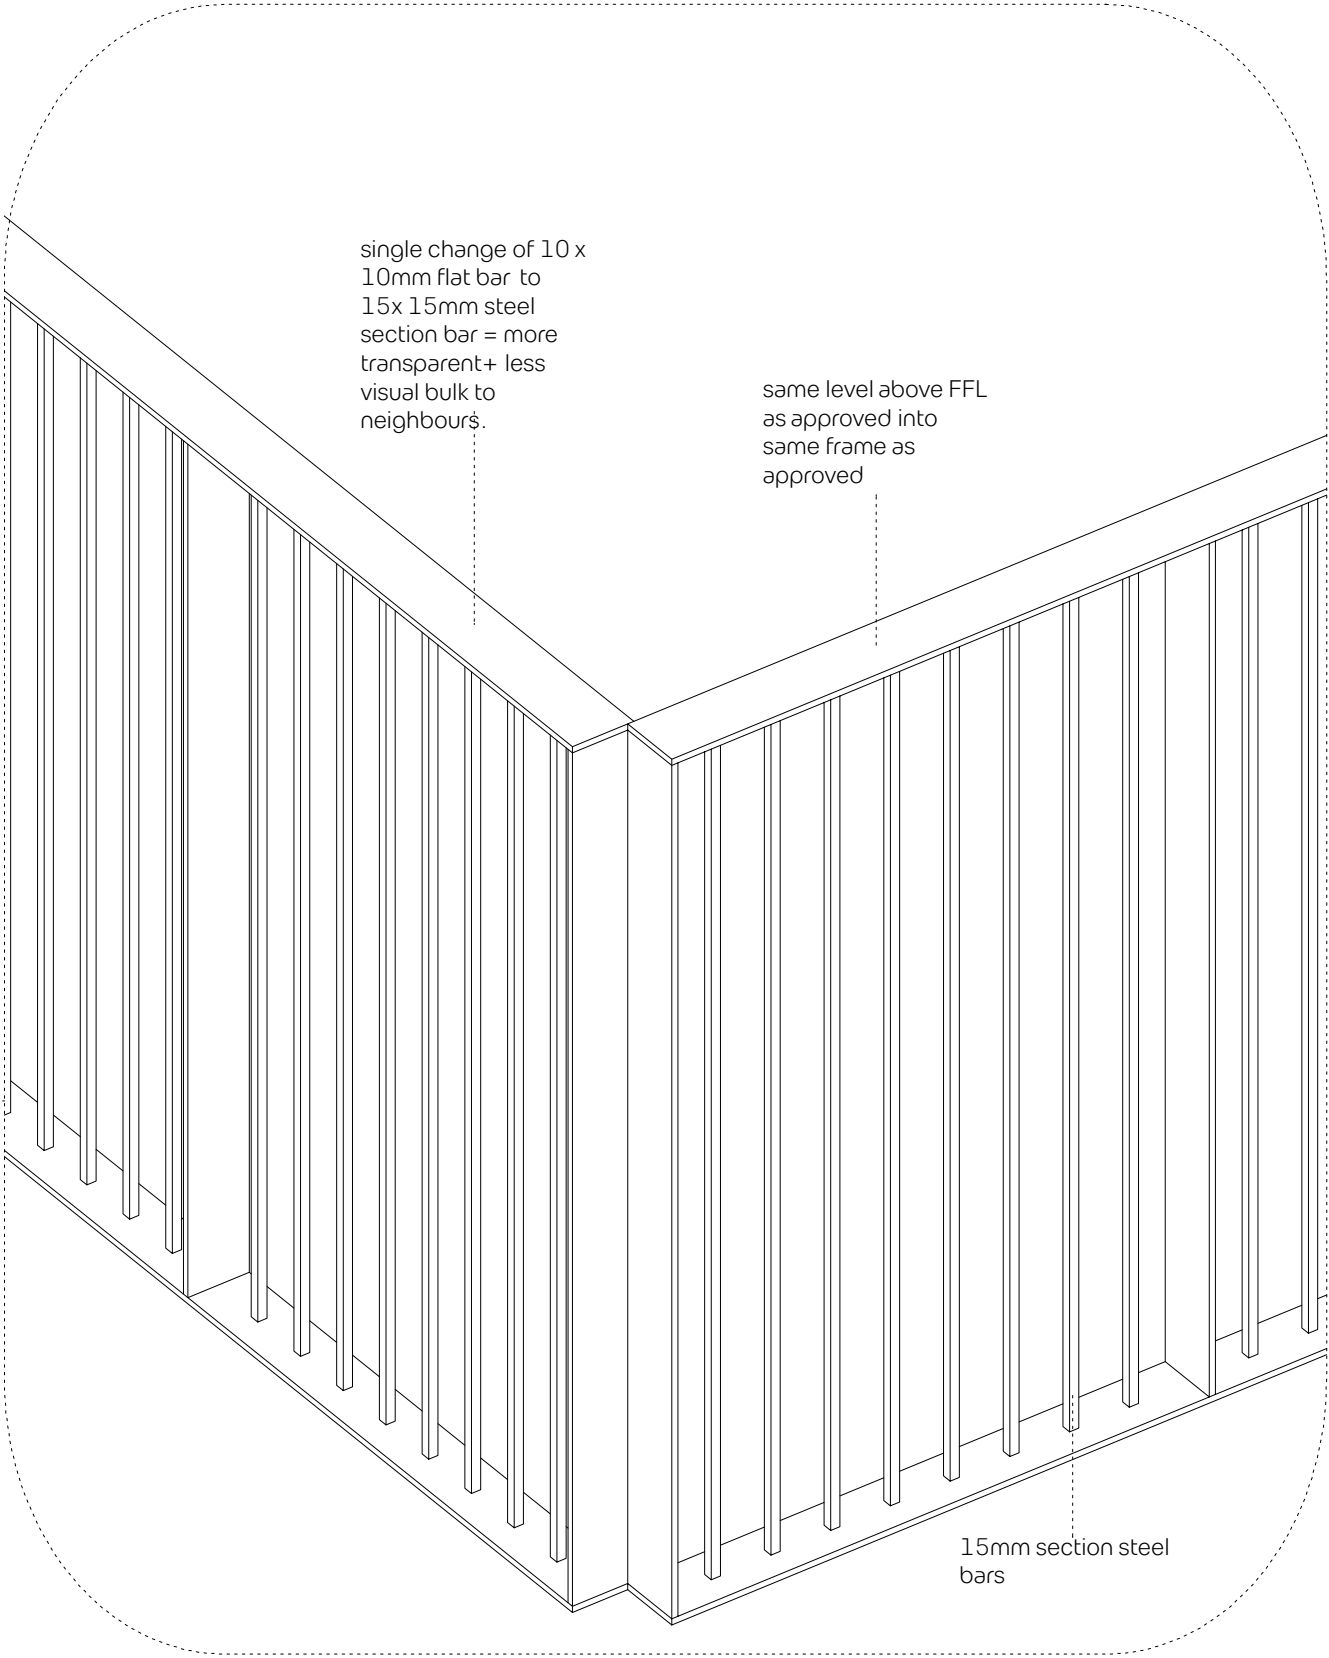 single change of 10 x
10mm flat bar to
15x 15mm steel
section bar = more
transparent+ less
visual bulk to
neighbours.
same level above FFL
as approved into
same frame as
approved
15mm section steel
bars